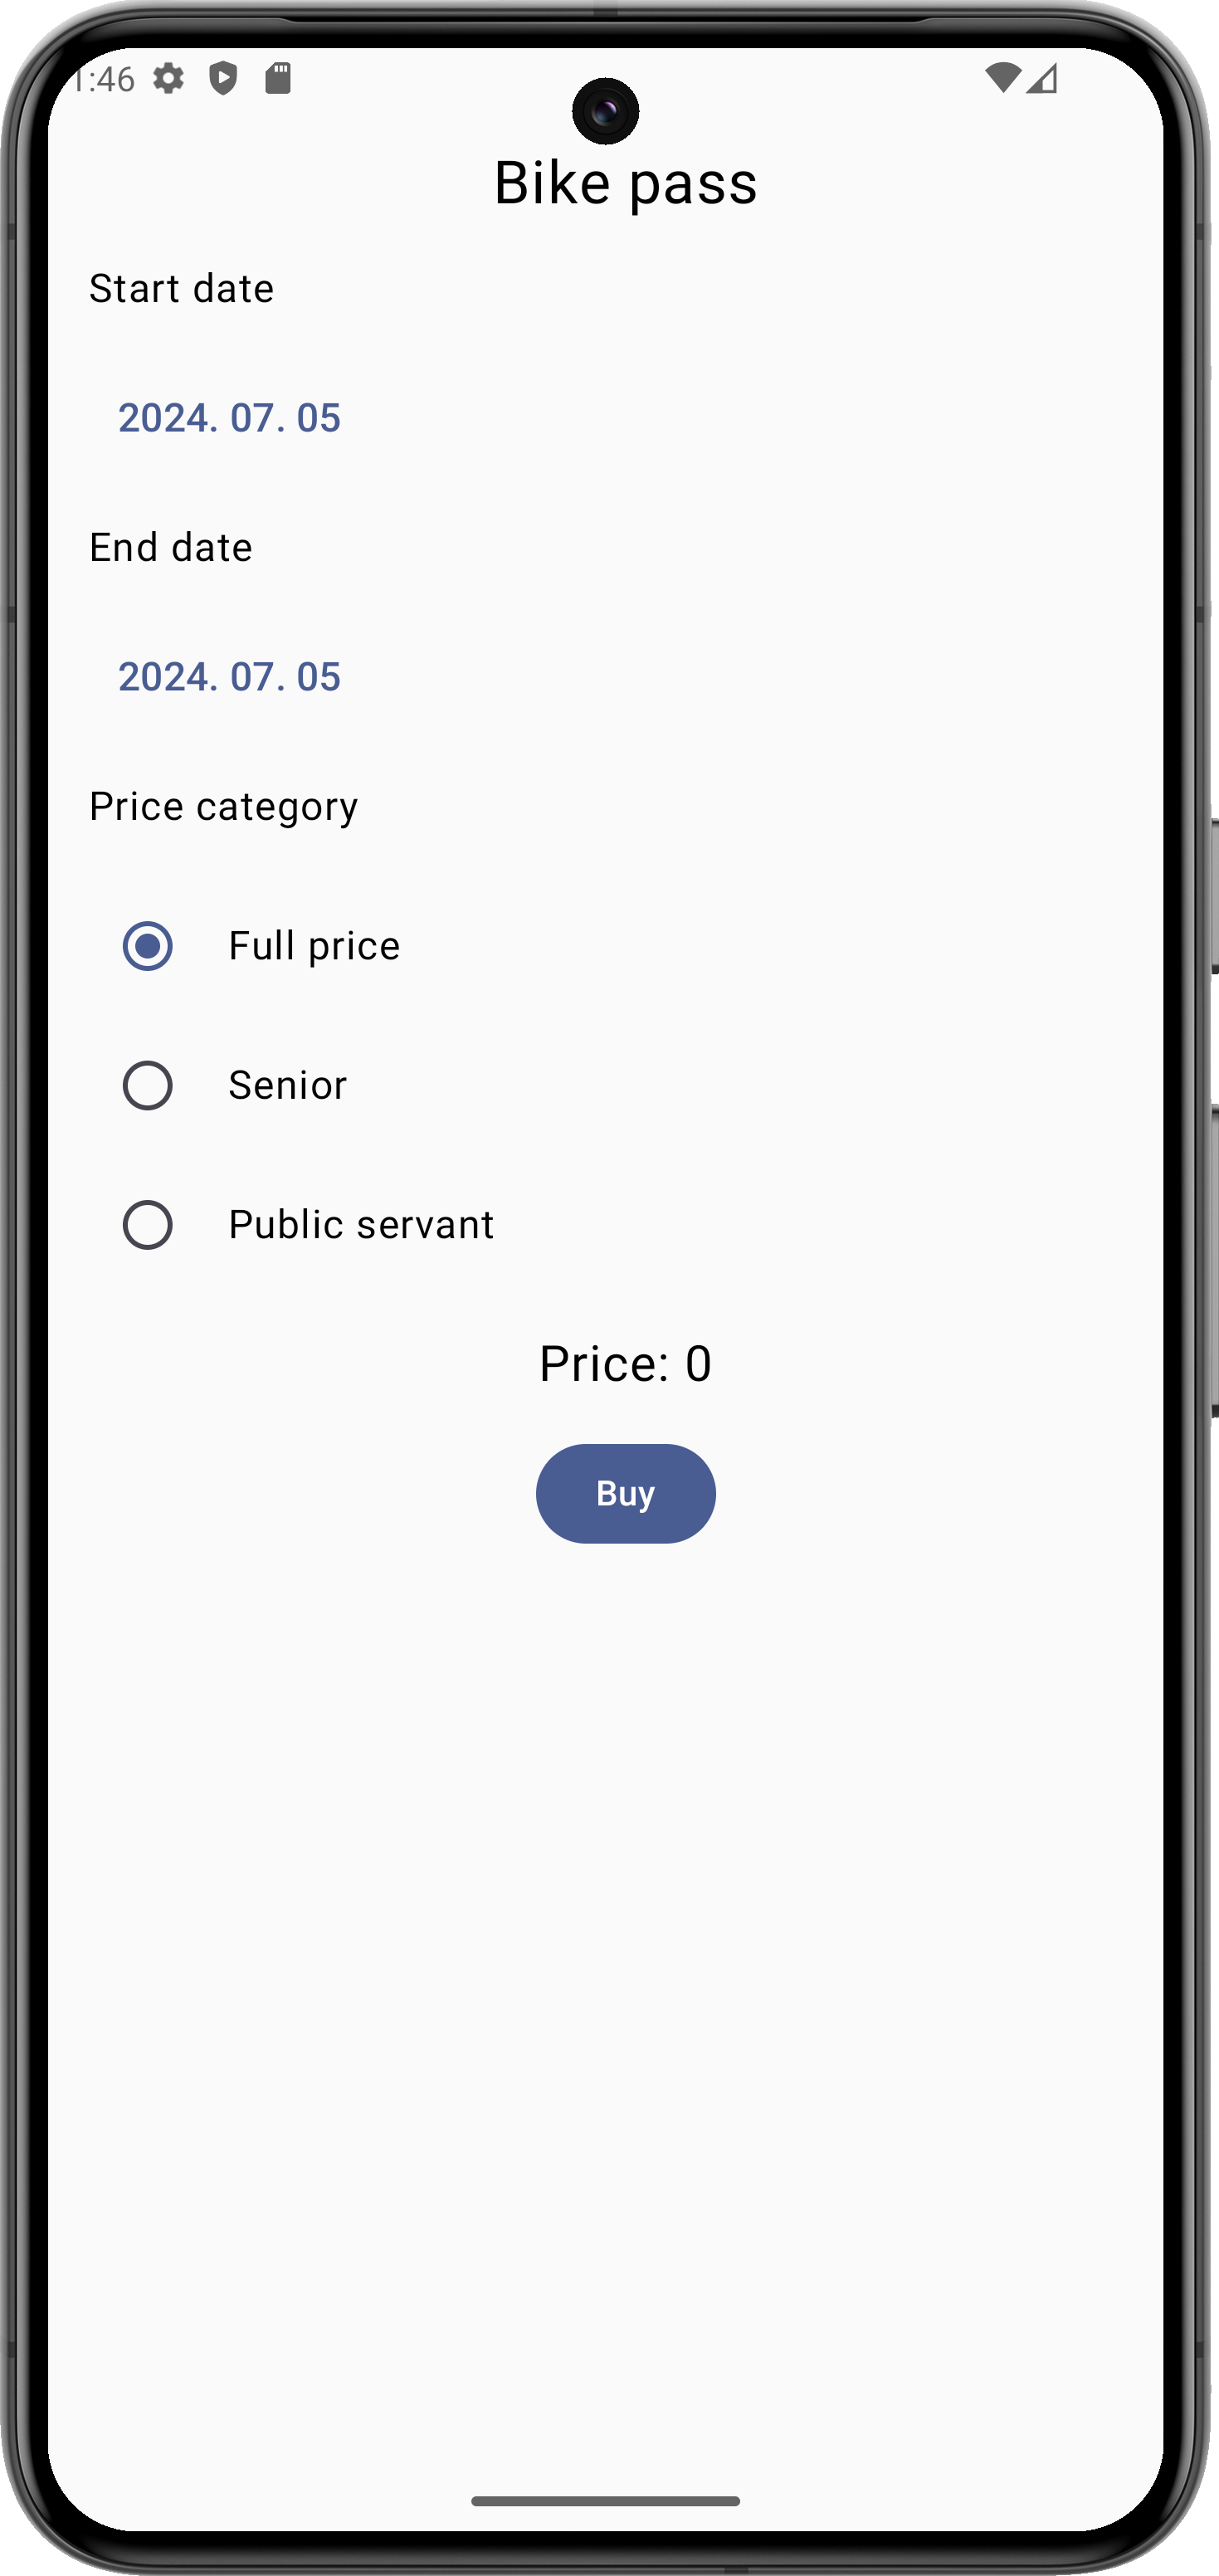 1:46
Bike pass
Start date
2024. 07. 05
End date
2024. 07. 05
Price category
Full price
Senior
Public servant
Price: 0
Buy